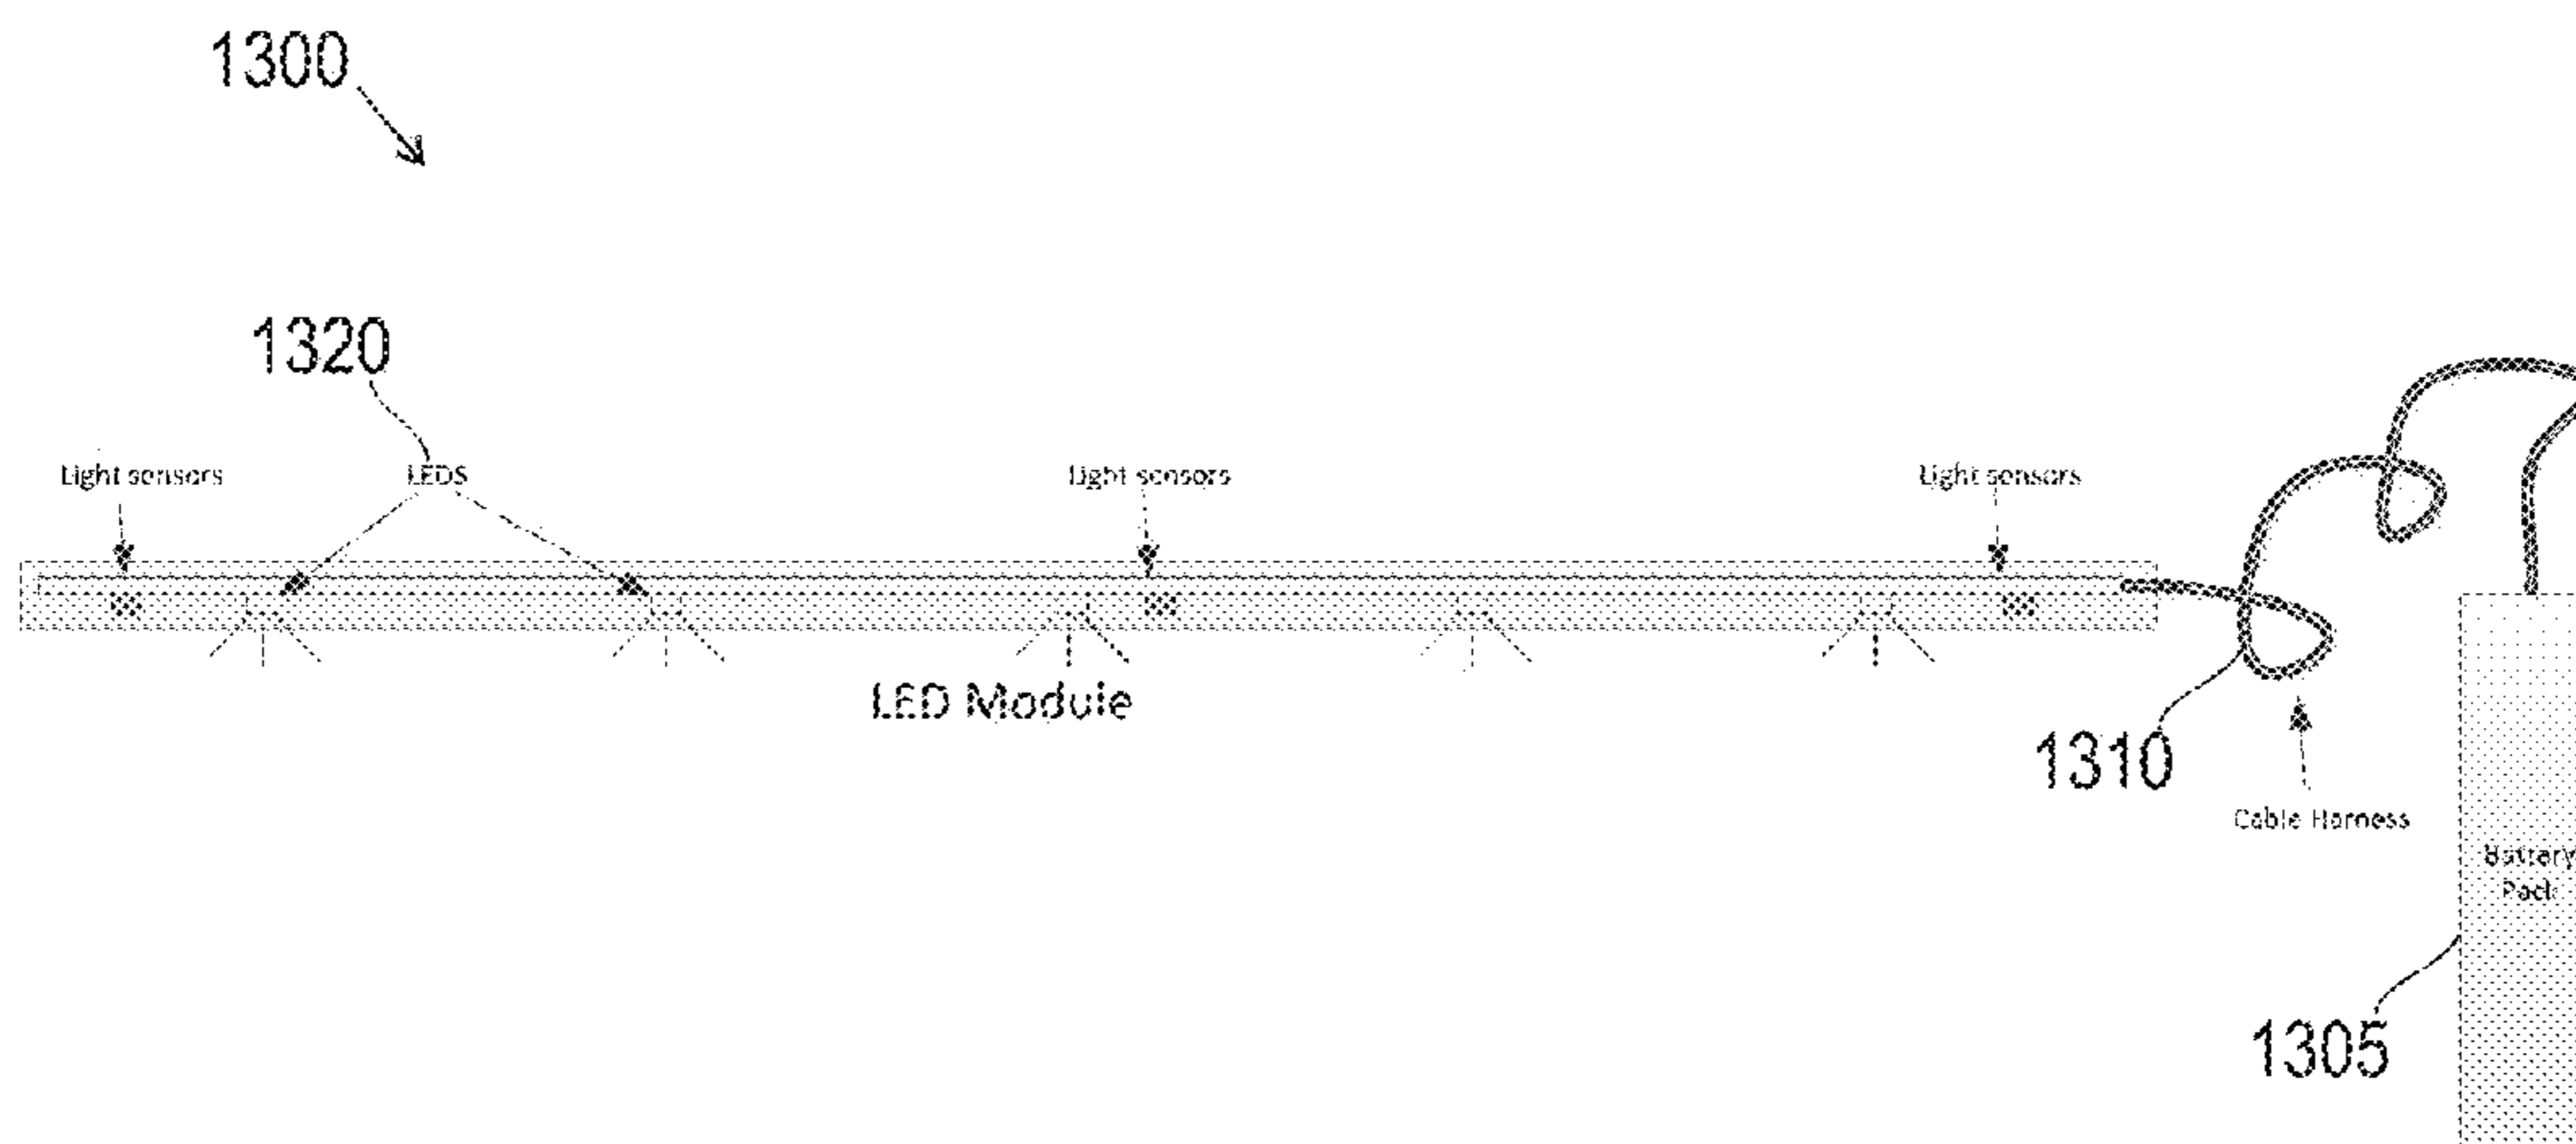 1300
1320
Light sensors
LEDS
Light sensors
Light sensors
LED Module
1310
Cable Harness
Battery
Pack
1305